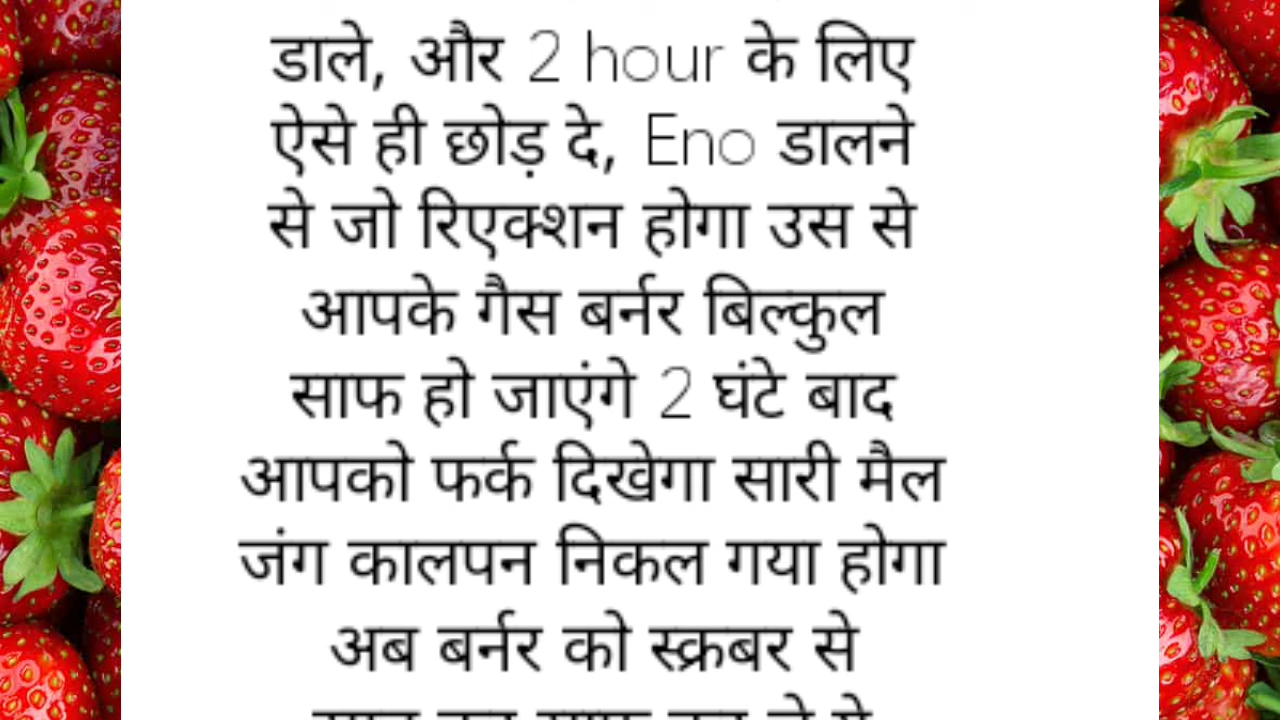 डाले, और 2 hour के लिए
ऐसे ही छोड़ दे, Eno डालने
से जो रिएक्शन होगा उस से
आपके गैस बर्नर बिल्कुल
साफ हो जाएंगे 2 घंटे बाद
आपको फर्क दिखेगा सारी मैल
जंग कालपन निकल गया होगा
अब बर्नर को स्क्रबर से